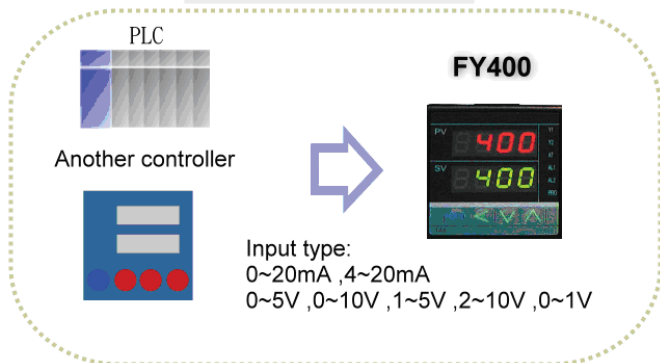 PLC
FY400
Another controller
PV
400
SV
400
Input type:
0~20mA ,4~20mA
0~5V ,0~10V ,1~5V ,2~10V ,0~1V